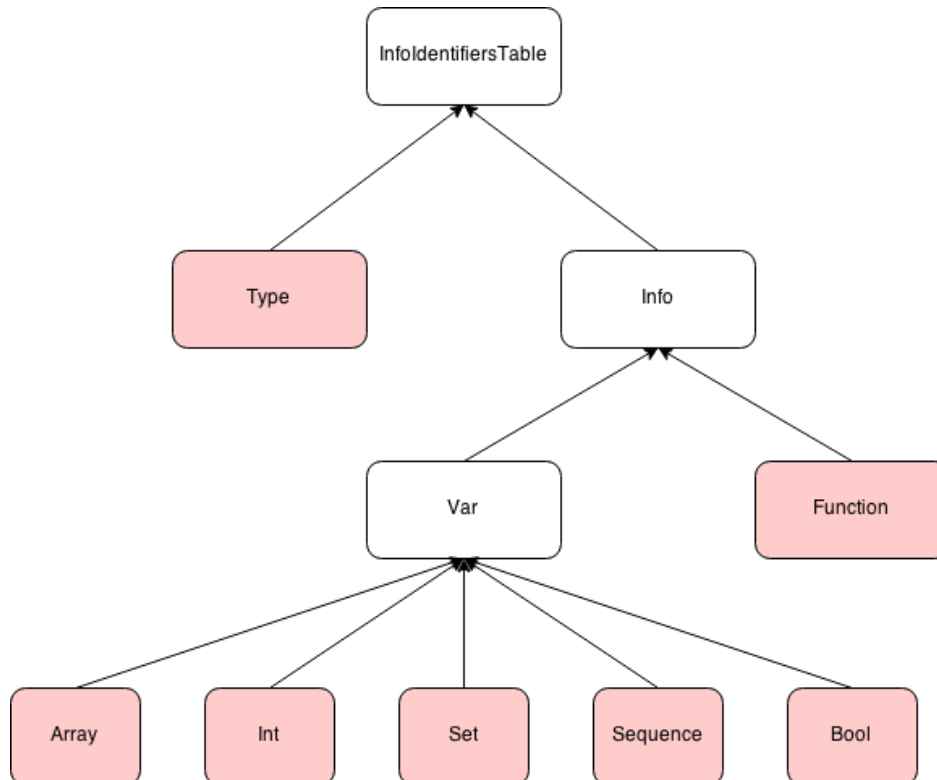 InfoIdentifiersTable
Type
Info
Var
Function
Array
Int
Set
Sequence
Bool